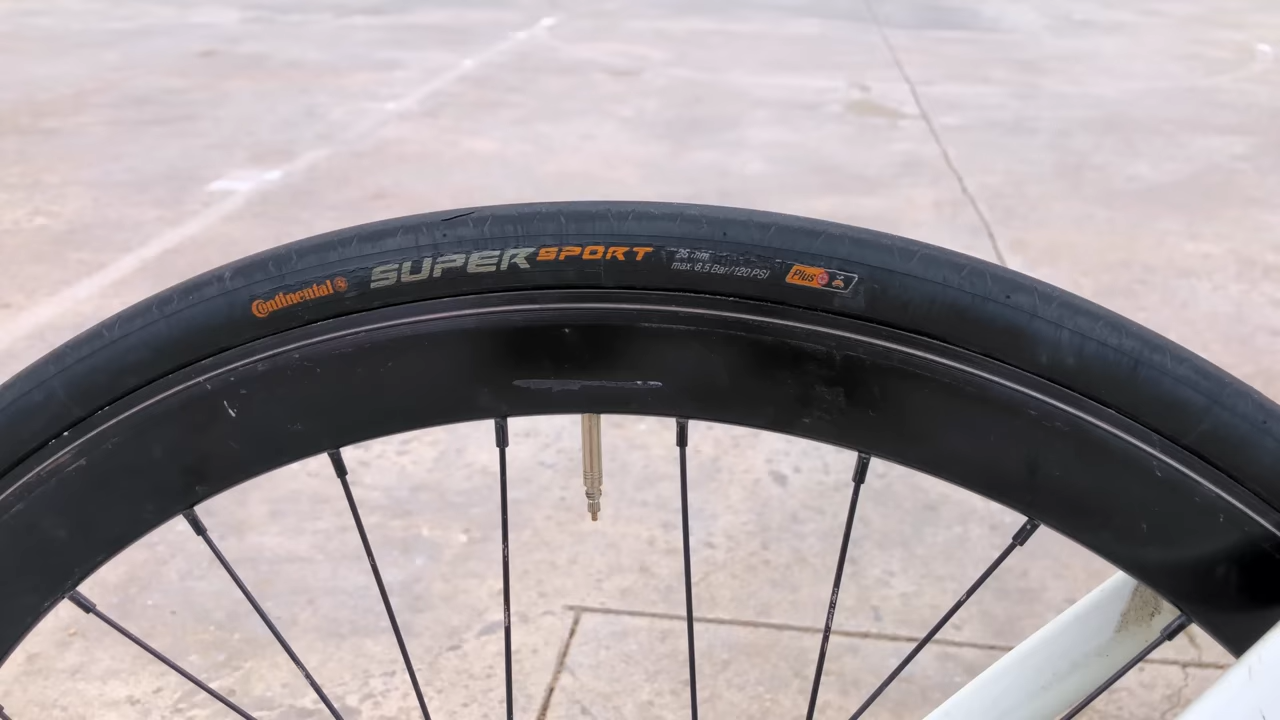 Continental
SUPER SPORT
25 mm
max. 8.5 Bar/120 PSI
Plus